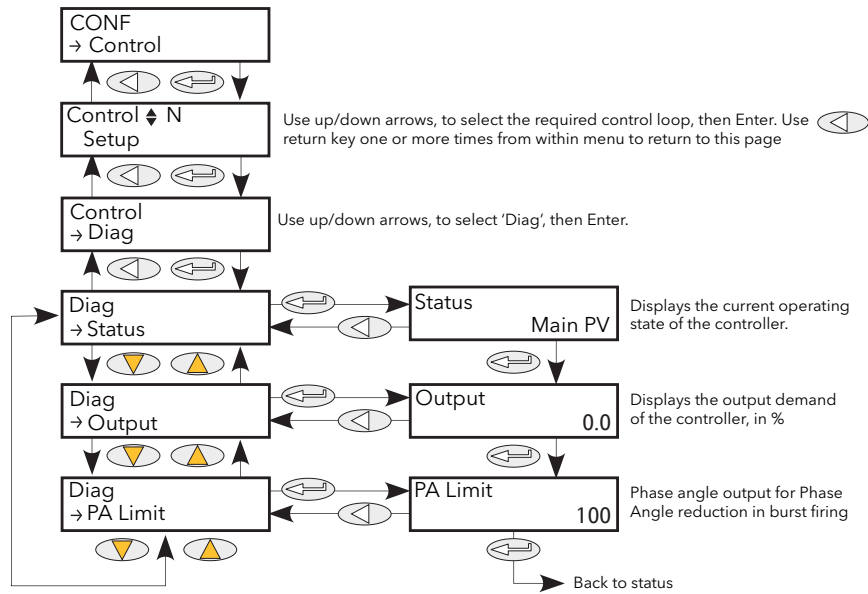 CONF
→ Control
Control ♦ N
Setup
Use up/down arrows, to select the required control loop, then Enter. Use
return key one or more times from within menu to return to this page
Control
→ Diag
Use up/down arrows, to select ‘Diag’, then Enter.
Diag
→ Status
Status
Main PV
Displays the current operating
state of the controller.
Diag
→ Output
Output
0.0
Displays the output demand
of the controller, in %
Diag
→ PA Limit
PA Limit
100
Phase angle output for Phase
Angle reduction in burst firing
Back to status